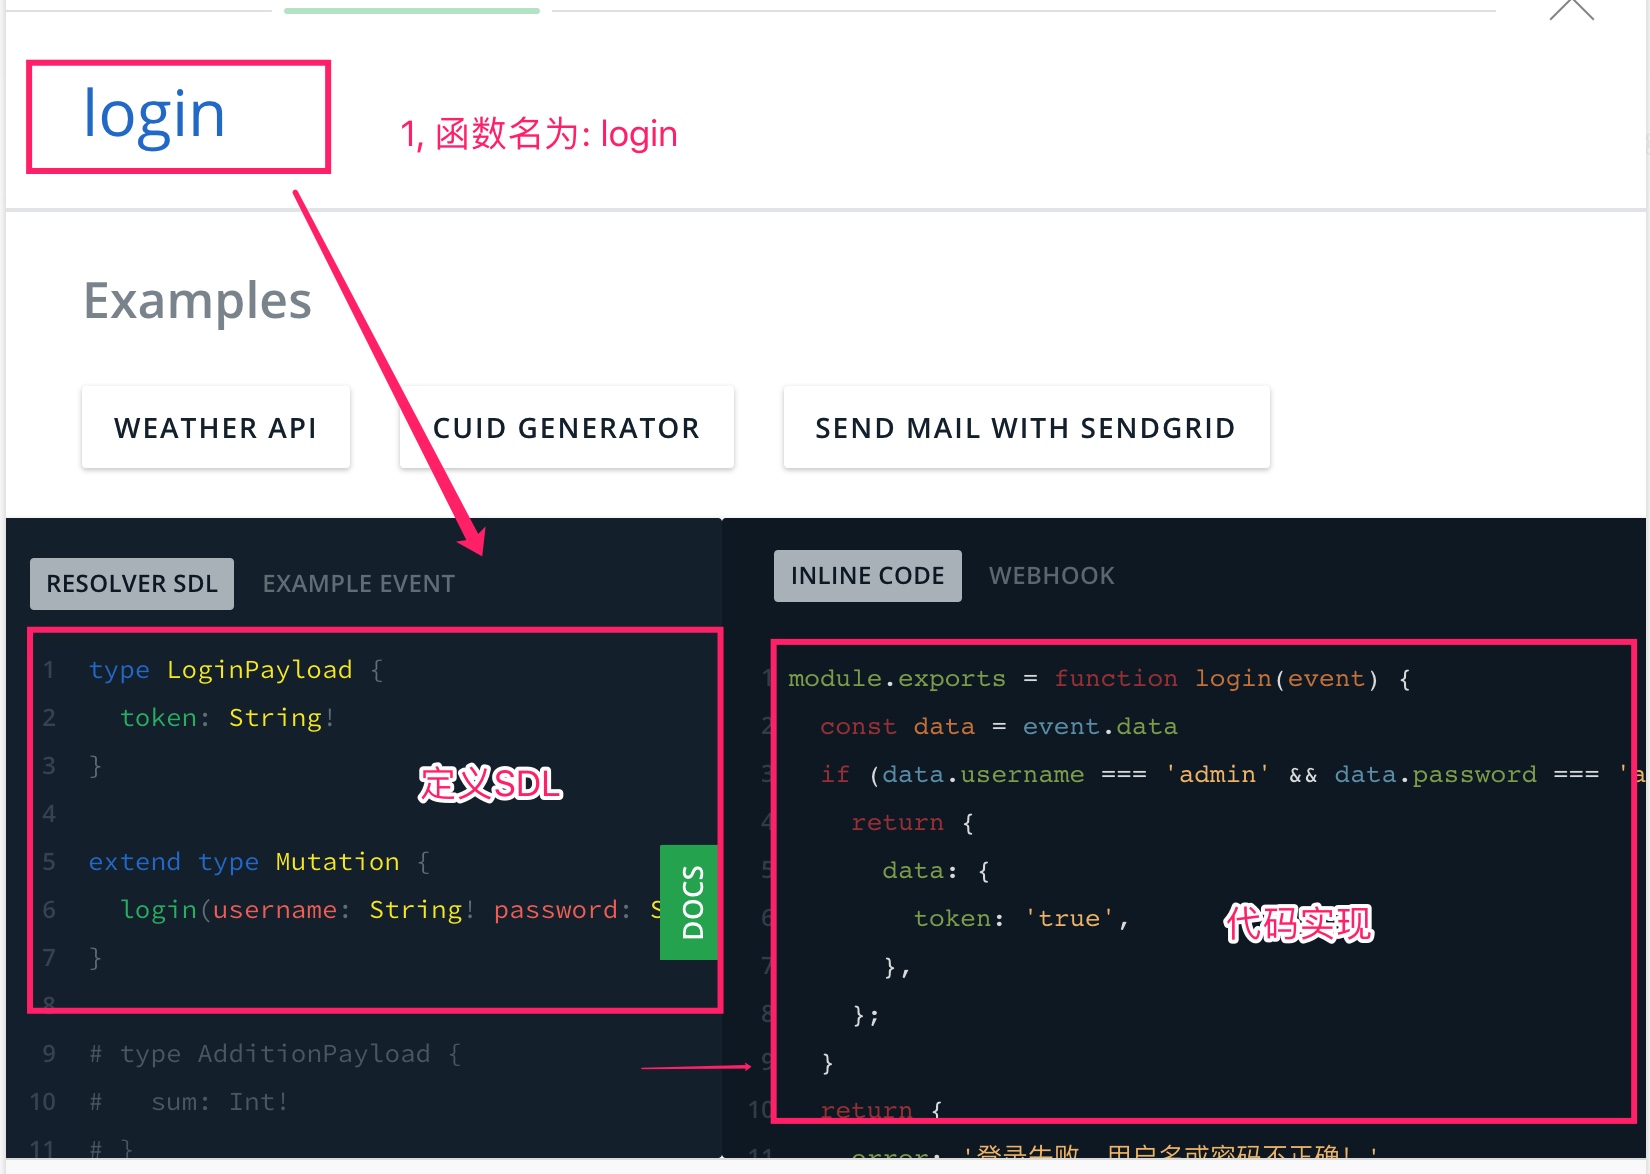 login
1, 函数名为: login
Examples
WEATHER API
CUID GENERATOR
SEND MAIL WITH SENDGRID
RESOLVER SDL
EXAMPLE EVENT
1 type LoginPayload {
2 token: String!
3 }
4
5 extend type Mutation {
6 login(username: String! password: S
7 }
8
9 # type AdditionPayload {
10 # sum: Int!
11 # }
定义SDL
DOCS
INLINE CODE
WEBHOOK
1 module.exports = function login(event) {
2 const data = event.data
3 if (data.username === 'admin' && data.password === 'a
4 return {
5 data: {
6 token: 'true',
7 },
8 };
9 }
10 return {
11 error: '登录失败，用户名或密码不正确！'
代码实现